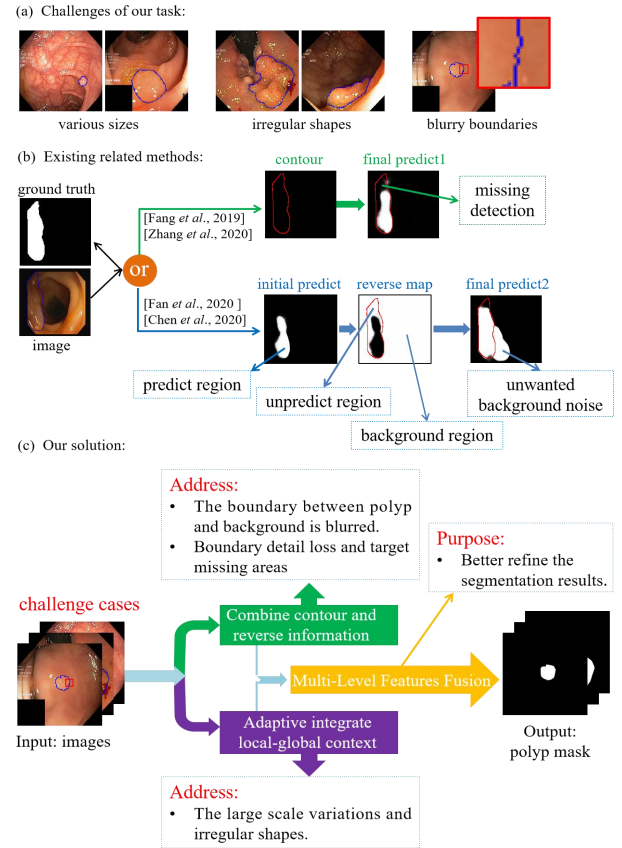 (a) Challenges of our task:
various sizes
irregular shapes
blurry boundaries
(b) Existing related methods:
ground truth
image
or
[Fang et al., 2019]
[Zhang et al., 2020]
contour
final predict1
missing
detection
[Fan et al., 2020 ]
[Chen et al., 2020]
initial predict
reverse map
final predict2
predict region
unpredict region
background region
unwanted
background noise
(c) Our solution:
Address:
• The boundary between polyp
and background is blurred.
• Boundary detail loss and target
missing areas
Purpose:
• Better refine the
segmentation results.
challenge cases
Input: images
Combine contour and
reverse information
Multi-Level Features Fusion
Adaptive integrate
local-global context
Output:
polyp mask
Address:
• The large scale variations and
irregular shapes.